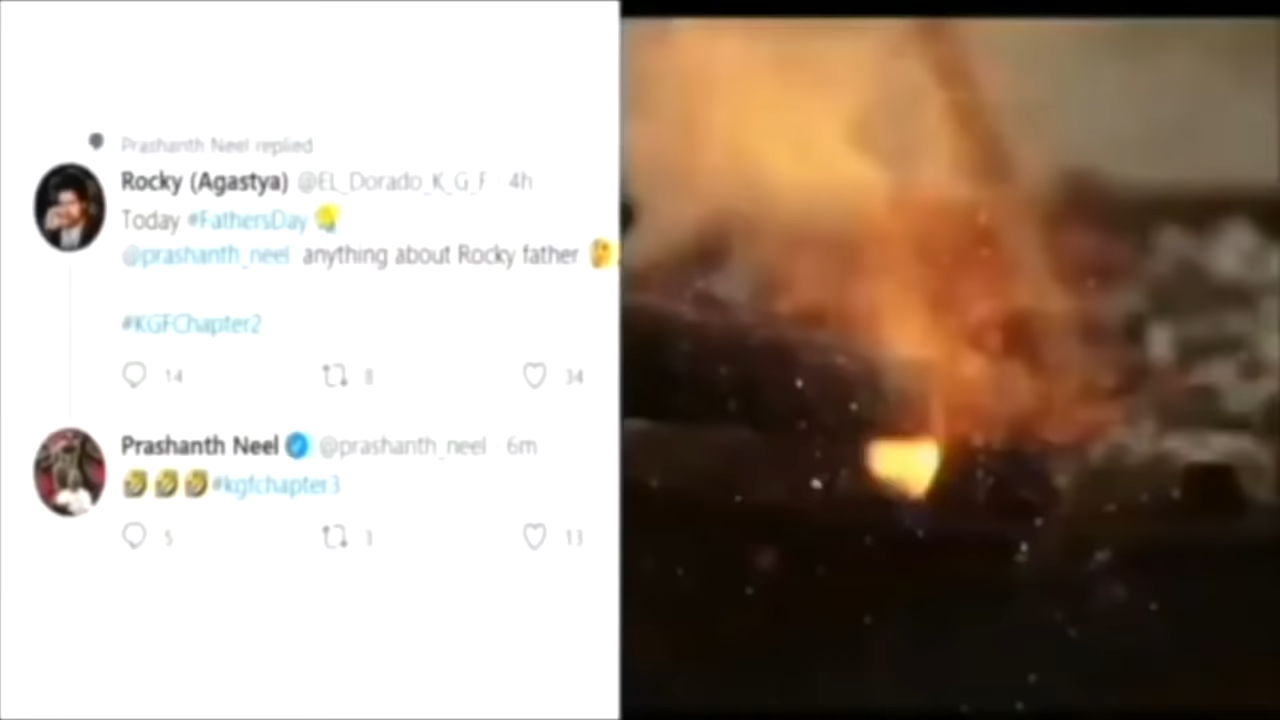 Prashanth Neel replied
Rocky (Agastya) @EL_Dorado_K_G_F 4h
Today #FathersDay
@prashanth_neel anything about Rocky father
#KGFChapter2
14 8 34
Prashanth Neel @prashanth_neel · 6m
🤣🤣🤣#kgfchapter3
5 1 13